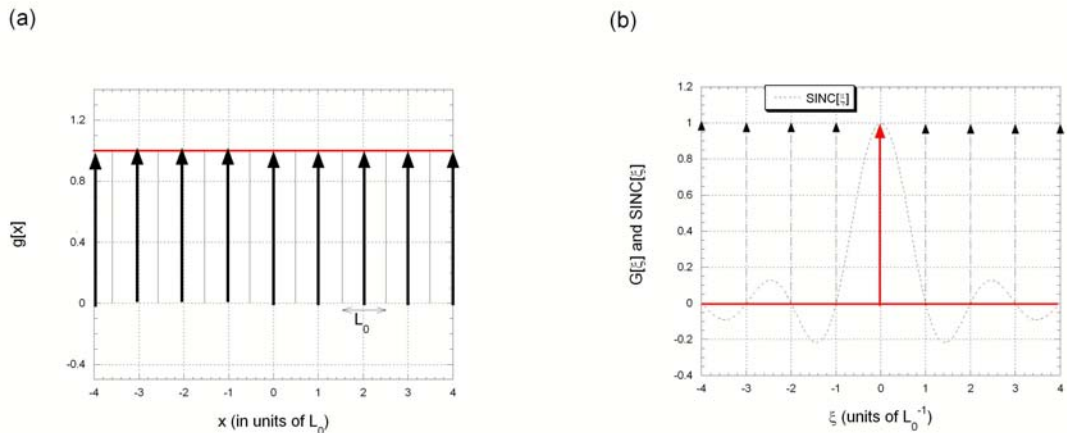 (a)
1.2
0.8
0.4
0
-0.4
g[x]
L0
-4 -3 -2 -1 0 1 2 3 4
x (in units of L0)
(b)
1.2
1
0.8
0.6
0.4
0.2
0
-0.2
-0.4
G[ξ] and SINC[ξ]
SINC[ξ]
-4 -3 -2 -1 0 1 2 3 4
ξ (units of L0-1)